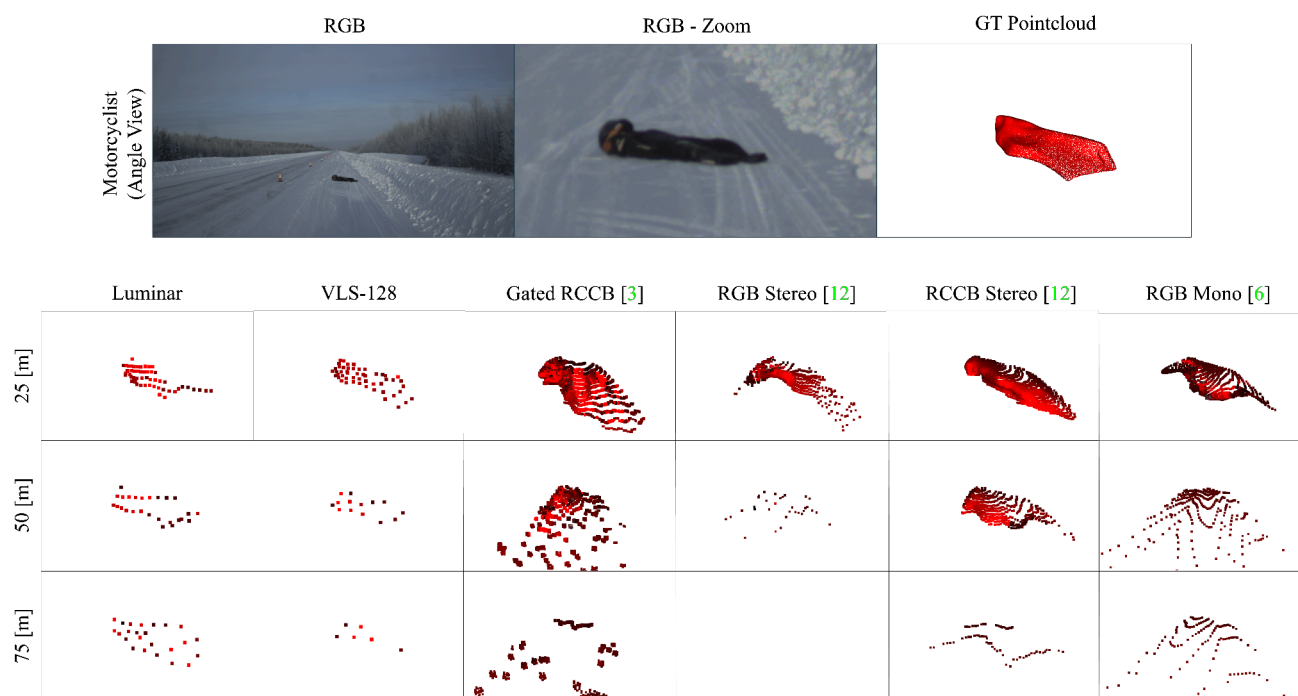 RGB
RGB - Zoom
GT Pointcloud
Motorcyclist
(Angle View)
Luminar
VLS-128
Gated RCCB [3]
RGB Stereo [12]
RCCB Stereo [12]
RGB Mono [6]
25 [m]
50 [m]
75 [m]